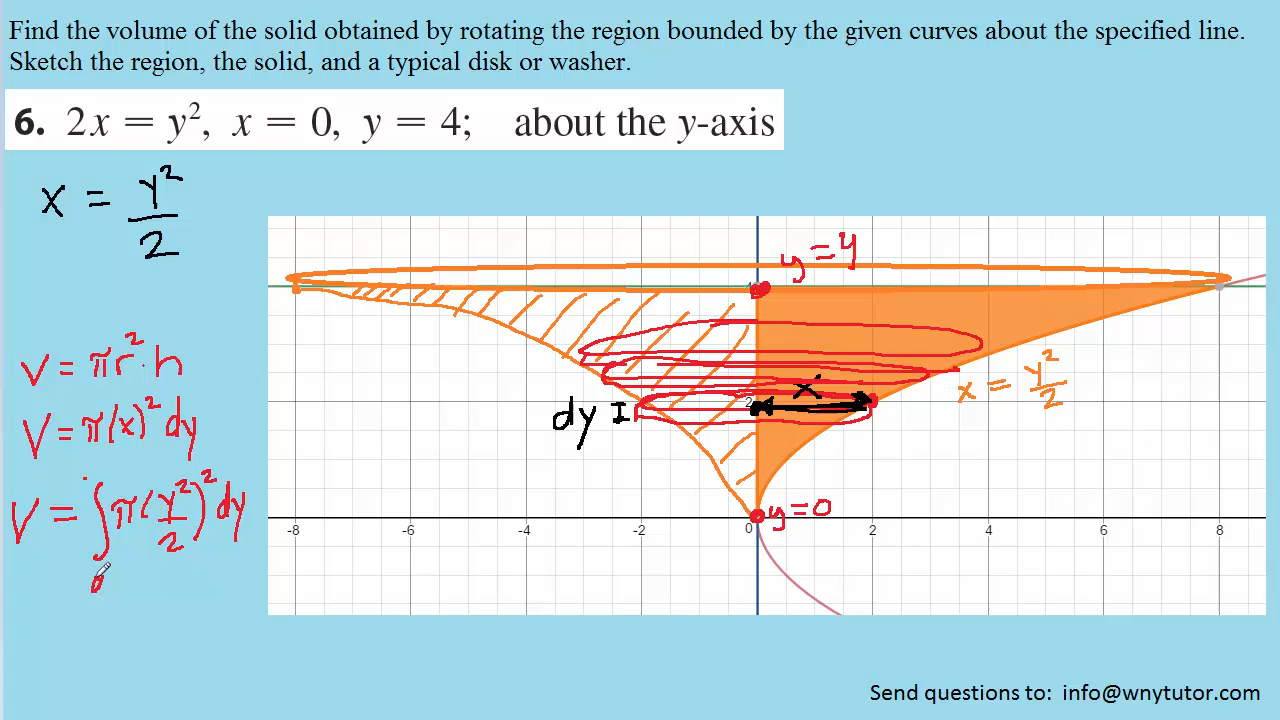 Find the volume of the solid obtained by rotating the region bounded by the given curves about the specified line.
Sketch the region, the solid, and a typical disk or washer.
6. 2x = y², x = 0, y = 4; about the y-axis
x = y²/2
y = 4
V = πr²·h
V = π(x)² dy
V = ∫₀ π(y²/2)² dy
dy
x
x = y²/2
y = 0
4
2
-8 -6 -4 -2 0 2 4 6 8
Send questions to: info@wnytutor.com